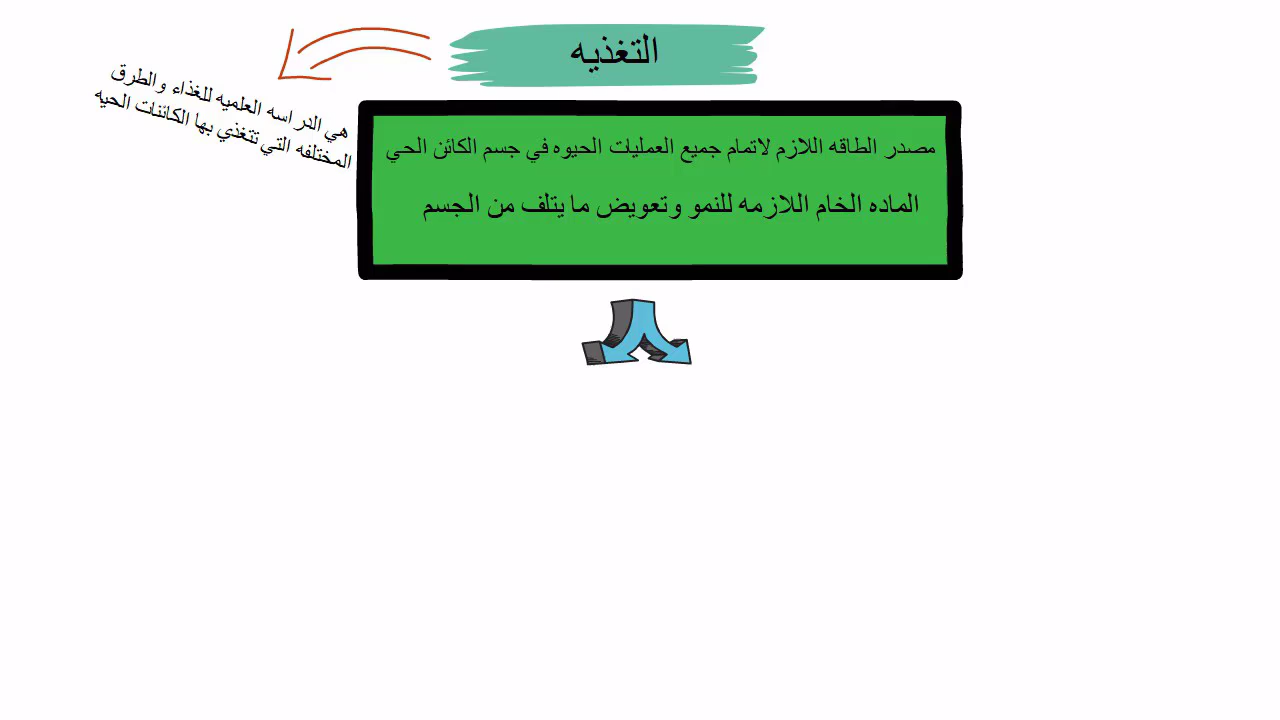 التغذيه
هي الدراسه العلميه للغذاء والطرق
المختلفه التي تتغذي بها الكائنات الحيه
مصدر الطاقه اللازم لاتمام جميع العمليات الحيوه في جسم الكائن الحي
الماده الخام اللازمه للنمو وتعويض ما يتلف من الجسم